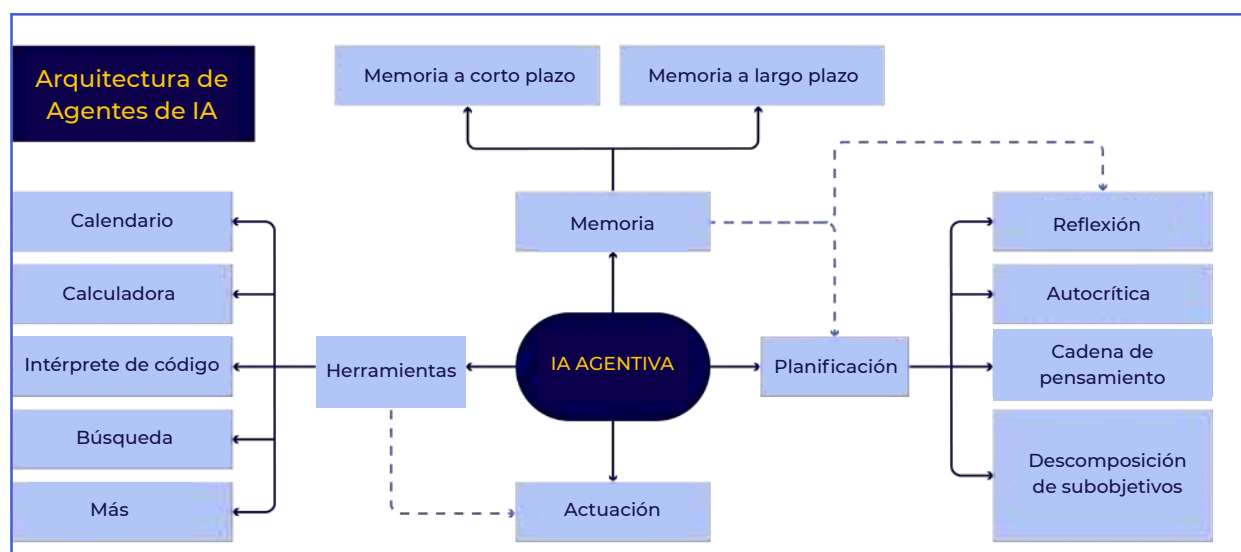 Arquitectura de
Agentes de IA
Memoria a corto plazo
Memoria a largo plazo
Calendario
Memoria
Reflexión
Calculadora
Autocrítica
Intérprete de código
Herramientas
IA AGENTIVA
Planificación
Cadena de
pensamiento
Búsqueda
Descomposición
de subobjetivos
Más
Actuación